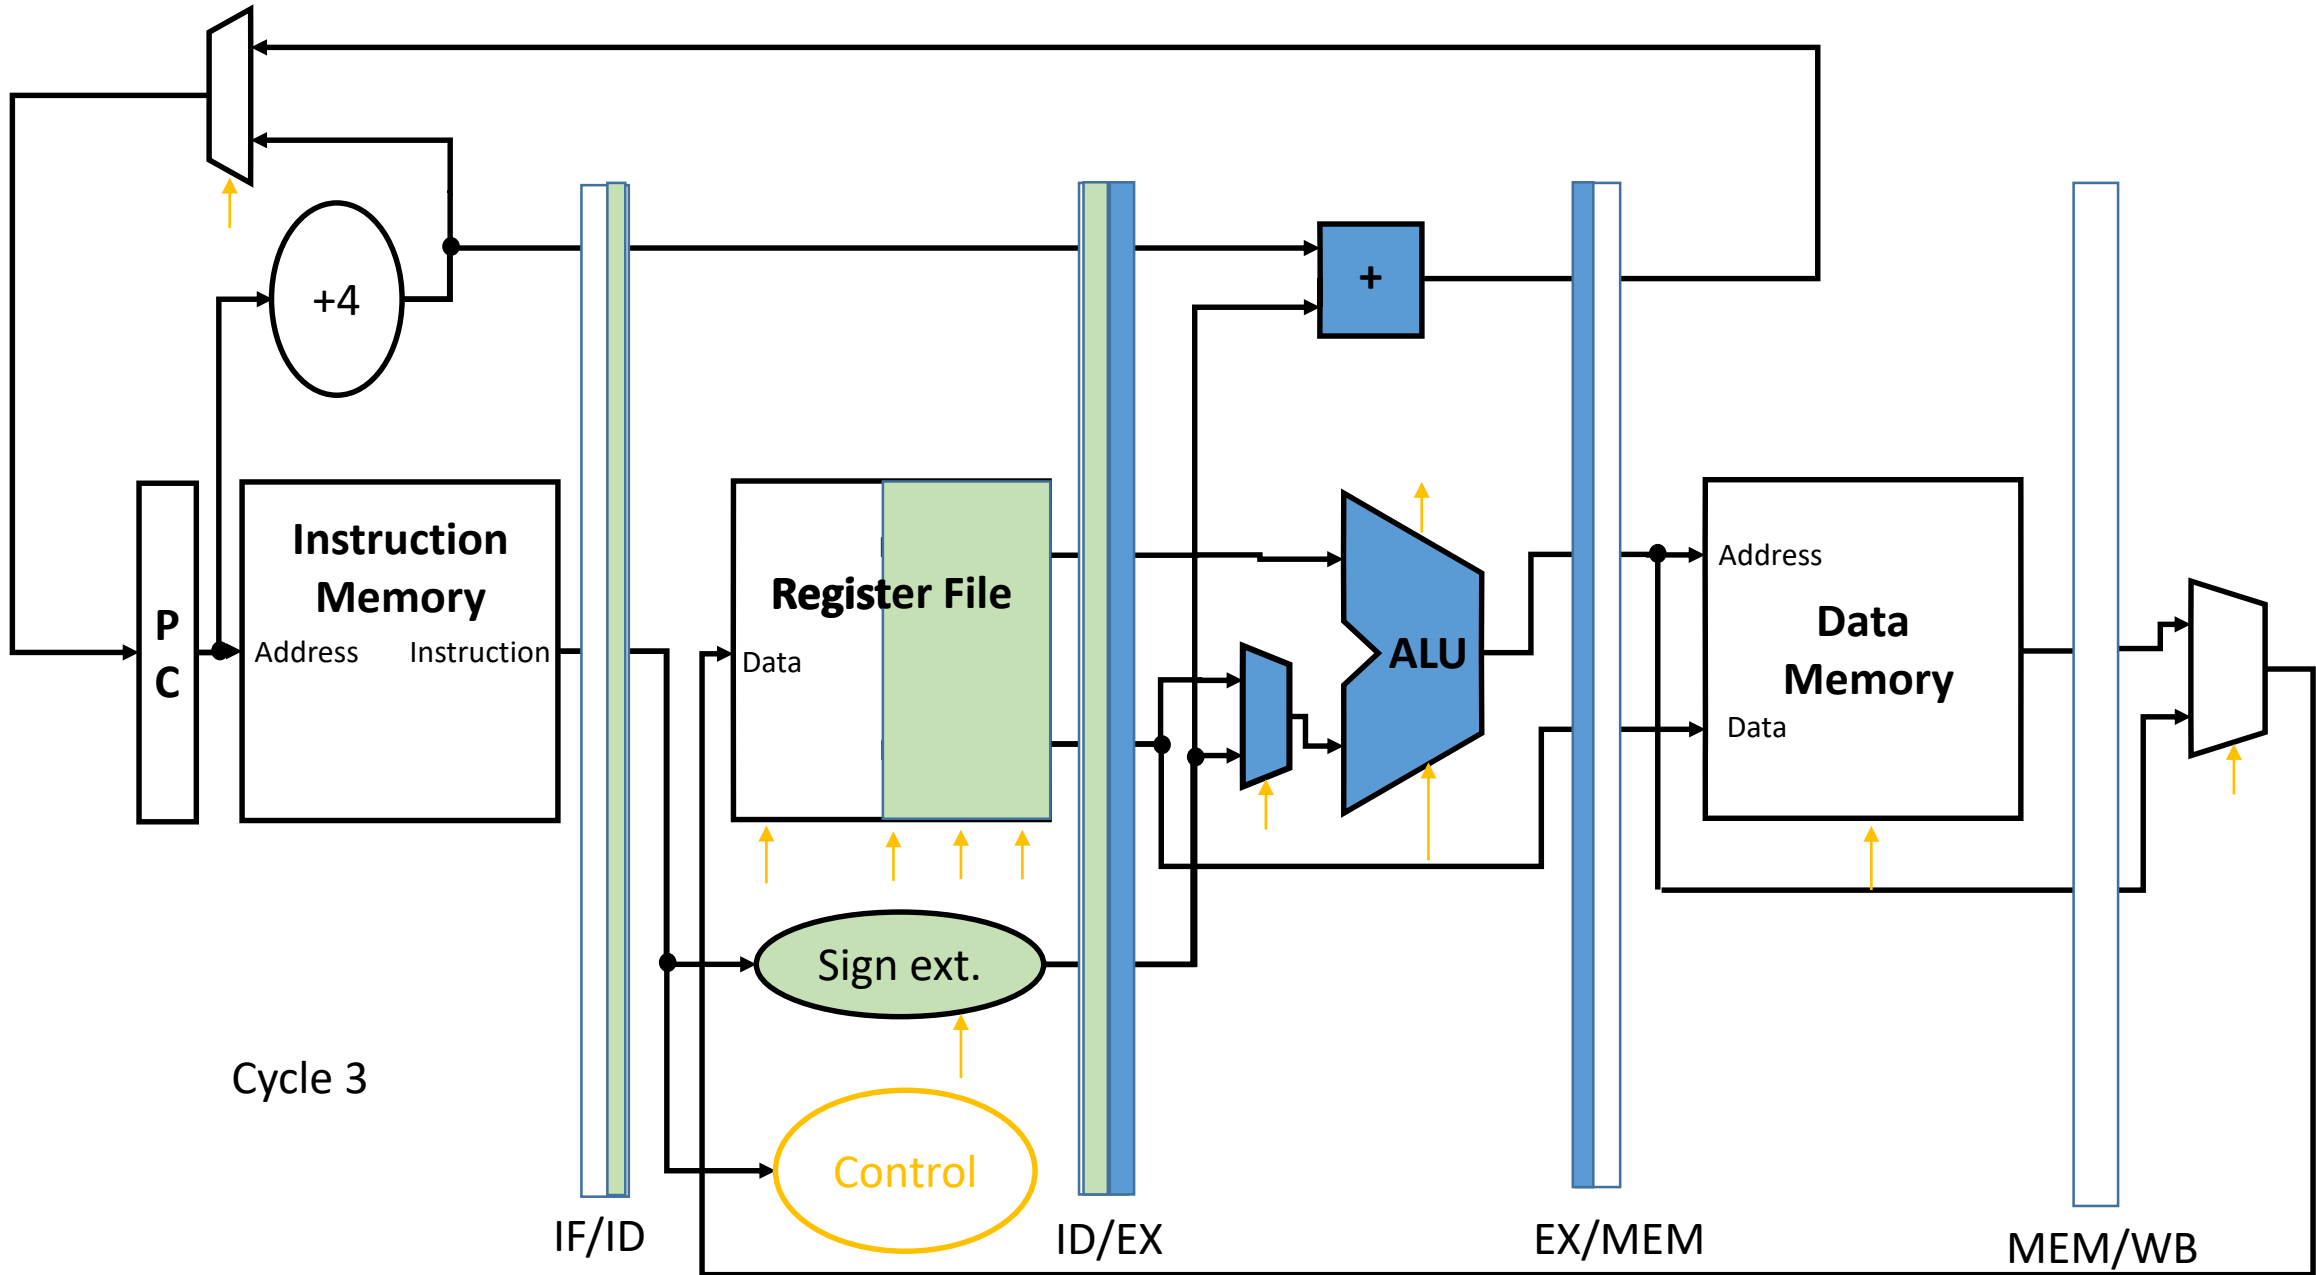 +4
+
Instruction
Memory
Address
Instruction
P
C
Register File
Data
ALU
Address
Data
Memory
Data
Sign ext.
Control
Cycle 3
IF/ID
ID/EX
EX/MEM
MEM/WB